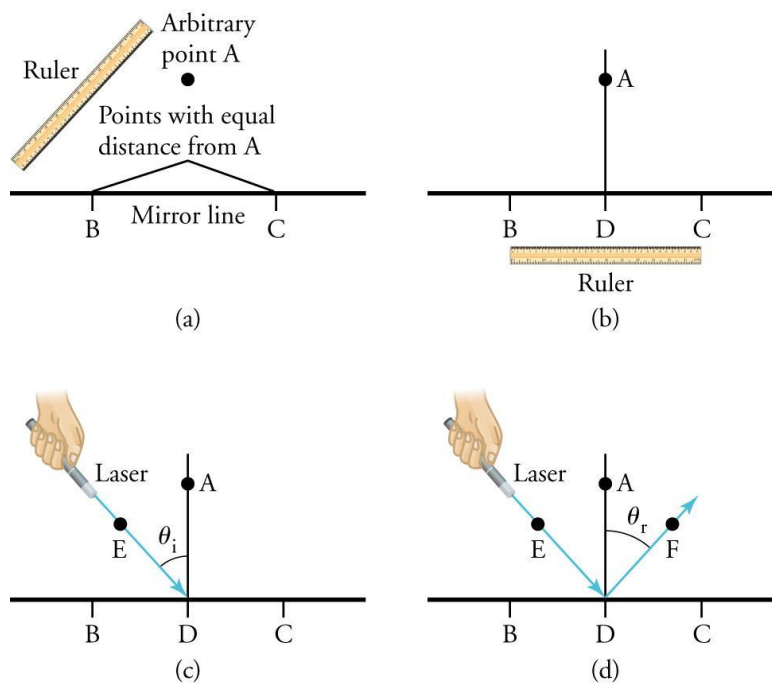 Arbitrary
point A
Ruler
Points with equal
distance from A
Mirror line
B
C
(a)
A
B
D
C
Ruler
(b)
Laser
A
E
θi
B
D
C
(c)
Laser
A
θr
E
F
B
D
C
(d)